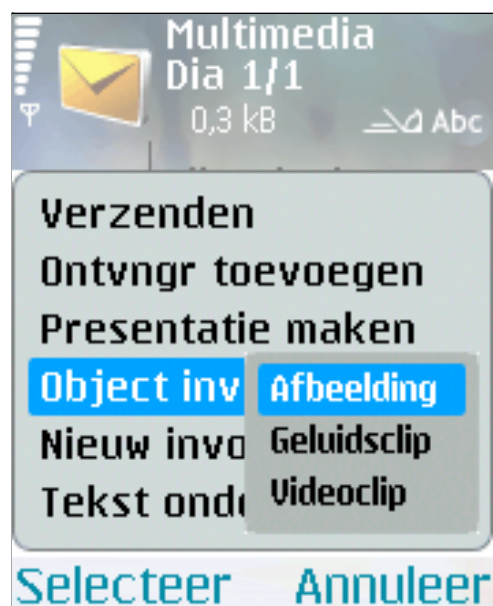 Multimedia
Dia 1/1
0,3 kB Abc
Verzenden
Ontvngr toevoegen
Presentatie maken
Object inv
Afbeelding
Nieuw invo
Geluidsclip
Tekst onde
Videoclip
Selecteer Annuleer